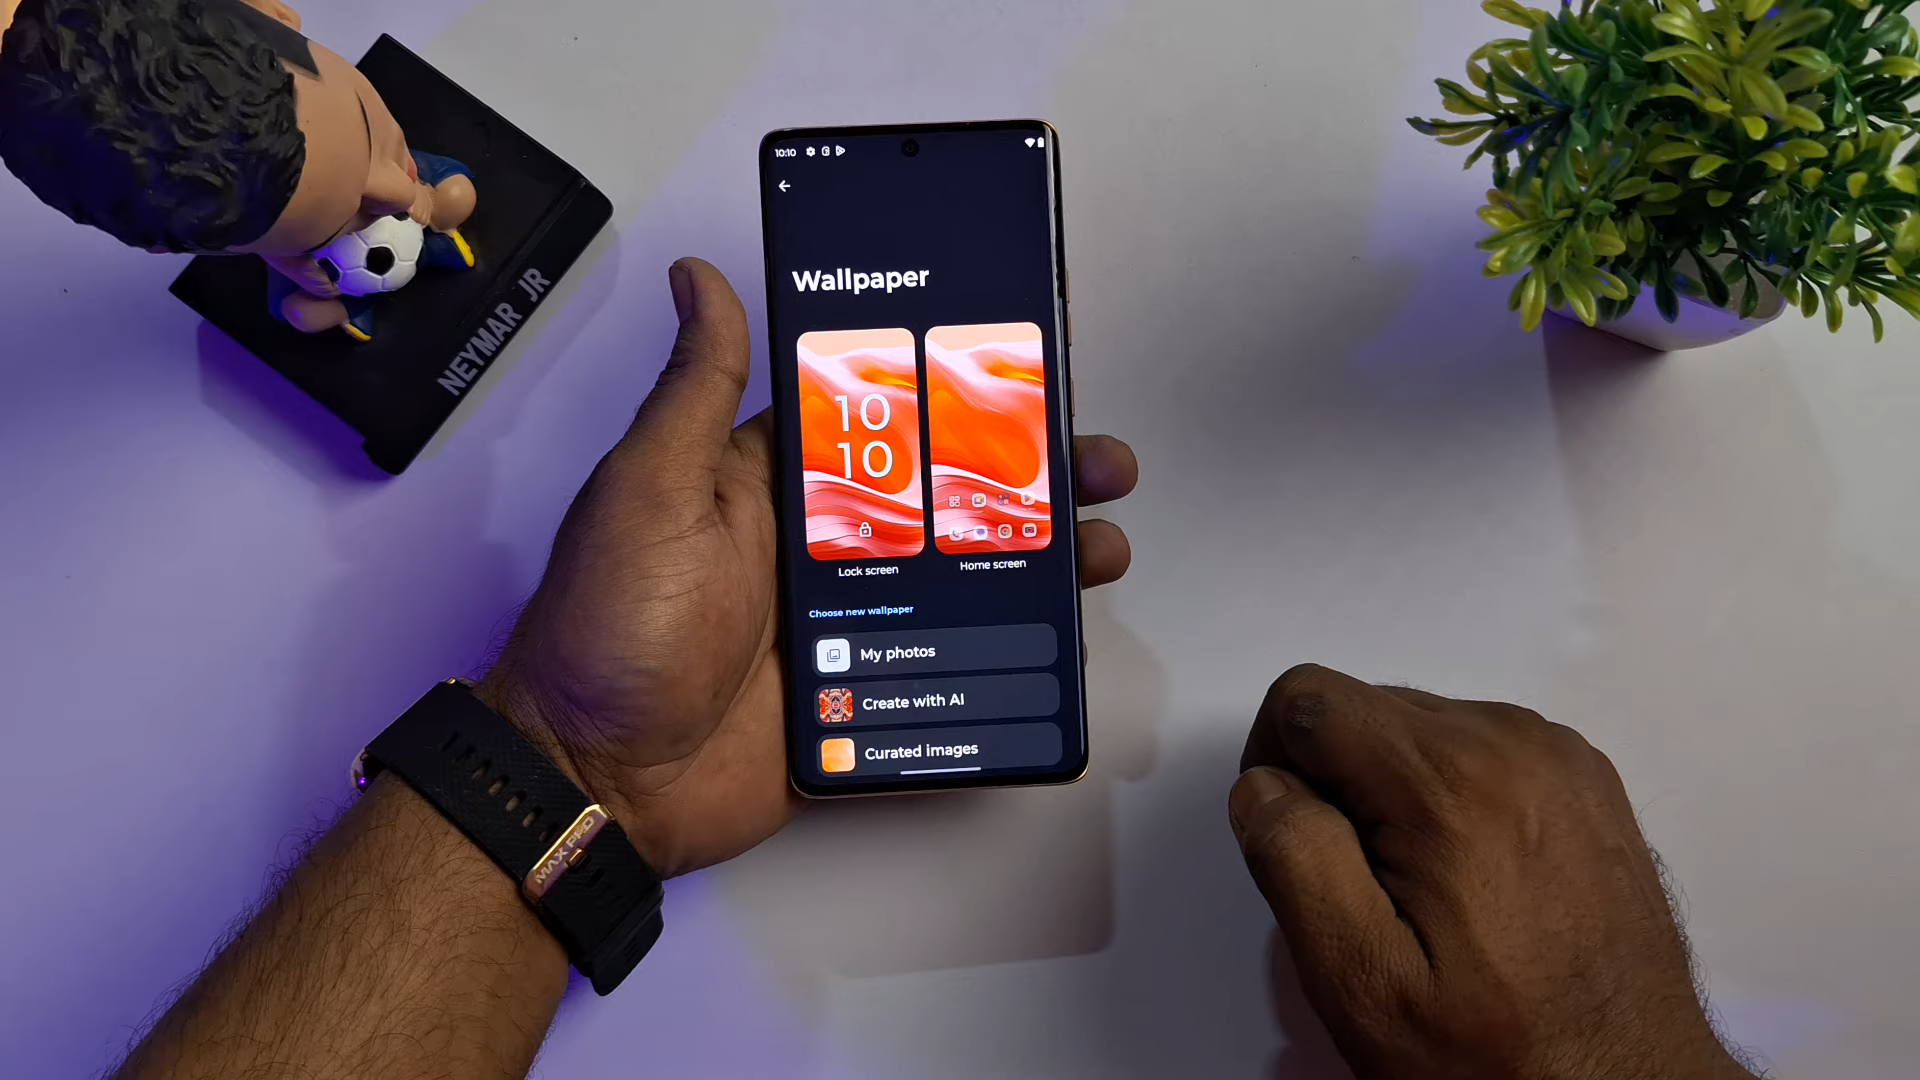 NEYMAR JR
10:10
Wallpaper
10
10
Lock screen
Home screen
Choose new wallpaper
My photos
Create with AI
Curated images
MAX PRO